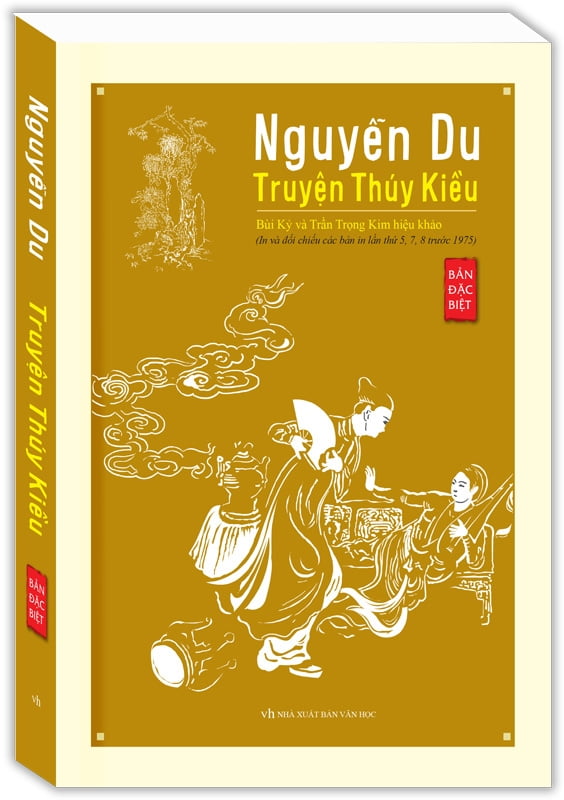 Nguyễn Du
Truyện Thúy Kiều
Bùi Kỷ và Trần Trọng Kim hiệu khảo
(In và đối chiếu các bản in lần thứ 5, 7, 8 trước 1975)
BẢN
ĐẶC
BIỆT
vh NHÀ XUẤT BẢN VĂN HỌC
Nguyễn Du
Truyện Thúy Kiều
BẢN
ĐẶC
BIỆT
vh